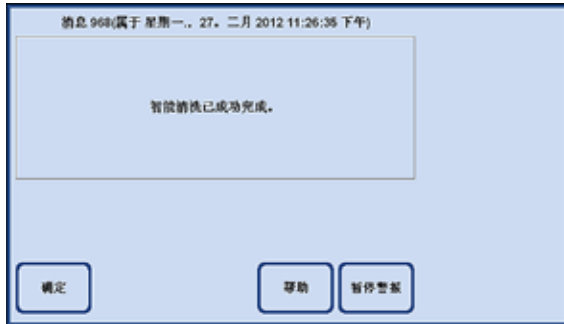 消息 968(属于 星期一., 27. 二月 2012 11:26:35 下午)
智能清洗已成功完成。
确定
帮助
暂停警报